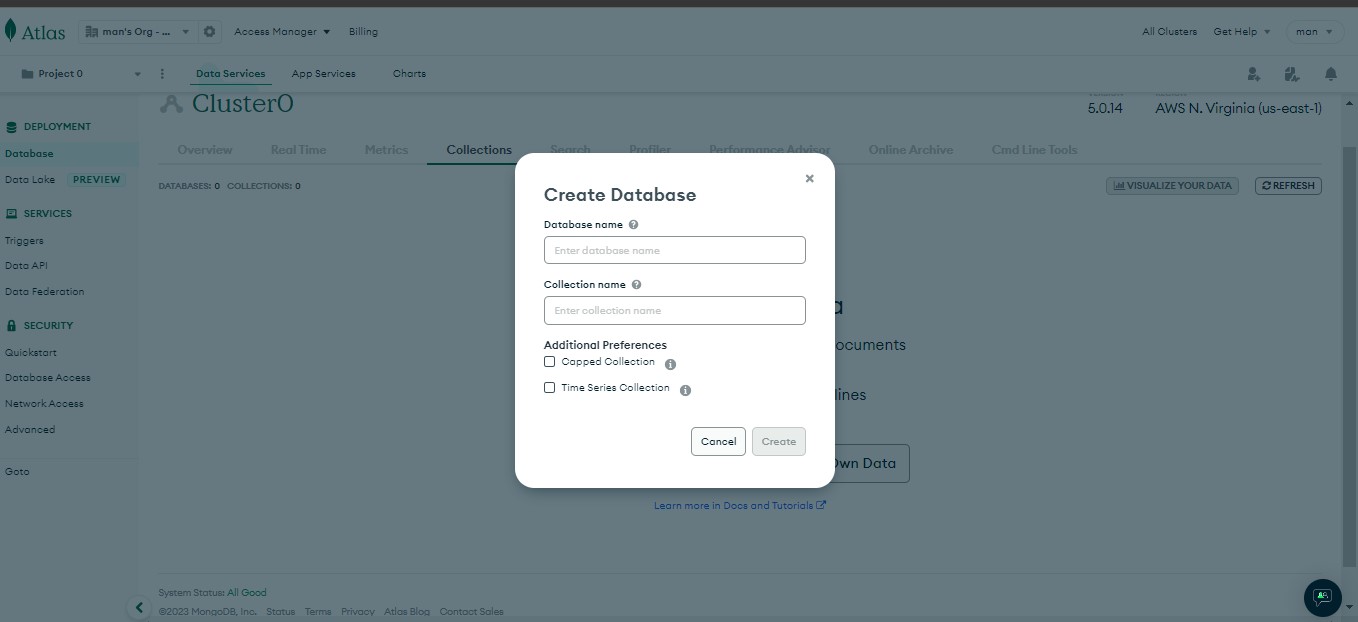 Atlas
man's Org - ...
Access Manager
Billing
All Clusters
Get Help
man
Project 0
Data Services
App Services
Charts
DEPLOYMENT
Database
Data Lake
PREVIEW
SERVICES
Triggers
Data API
Data Federation
SECURITY
Quickstart
Database Access
Network Access
Advanced
Goto
Cluster0
5.0.14
AWS N. Virginia (us-east-1)
Overview
Real Time
Metrics
Collections
Search
Profiler
Performance Advisor
Online Archive
Cmd Line Tools
DATABASES: 0 COLLECTIONS: 0
VISUALIZE YOUR DATA
REFRESH
Create Database
Database name
Enter database name
Collection name
Enter collection name
Additional Preferences
Capped Collection
Time Series Collection
Cancel
Create
Own Data
Learn more in Docs and Tutorials
System Status: All Good
©2023 MongoDB, Inc. Status Terms Privacy Atlas Blog Contact Sales